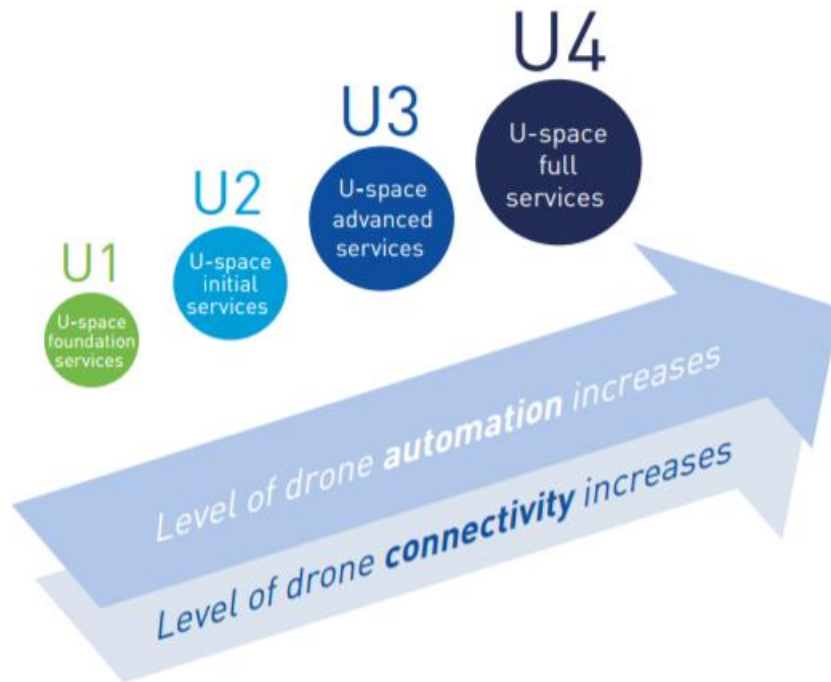 U1
U-space
foundation
services
U2
U-space
initial
services
U3
U-space
advanced
services
U4
U-space
full
services
Level of drone automation increases
Level of drone connectivity increases